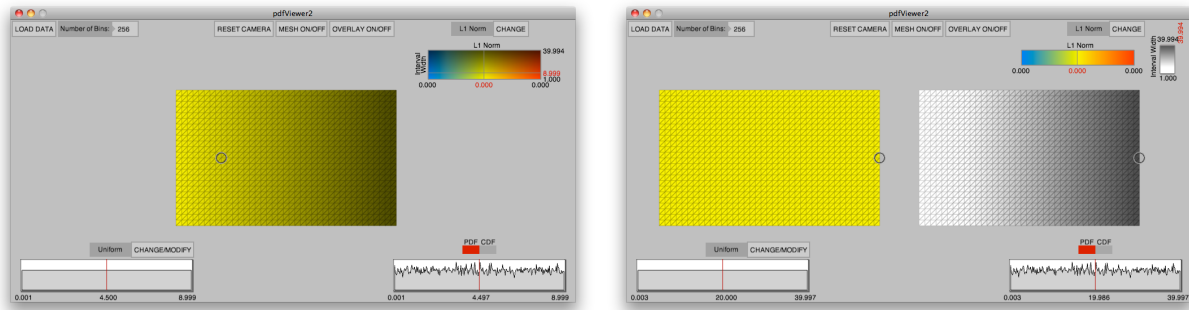 pdfViewer2
LOAD DATA Number of Bins: 256 RESET CAMERA MESH ON/OFF OVERLAY ON/OFF L1 Norm CHANGE
L1 Norm
39.994
Interval
Width
8.999
1.000
0.000 0.000 0.000
Uniform CHANGE/MODIFY
PDF CDF
0.001 4.500 8.999
0.001 4.497 8.999
pdfViewer2
LOAD DATA Number of Bins: 256 RESET CAMERA MESH ON/OFF OVERLAY ON/OFF L1 Norm CHANGE
L1 Norm
0.000 0.000 0.000
Interval Width
39.994
39.994
1.000
Uniform CHANGE/MODIFY
PDF CDF
0.003 20.000 39.997
0.003 19.986 39.997